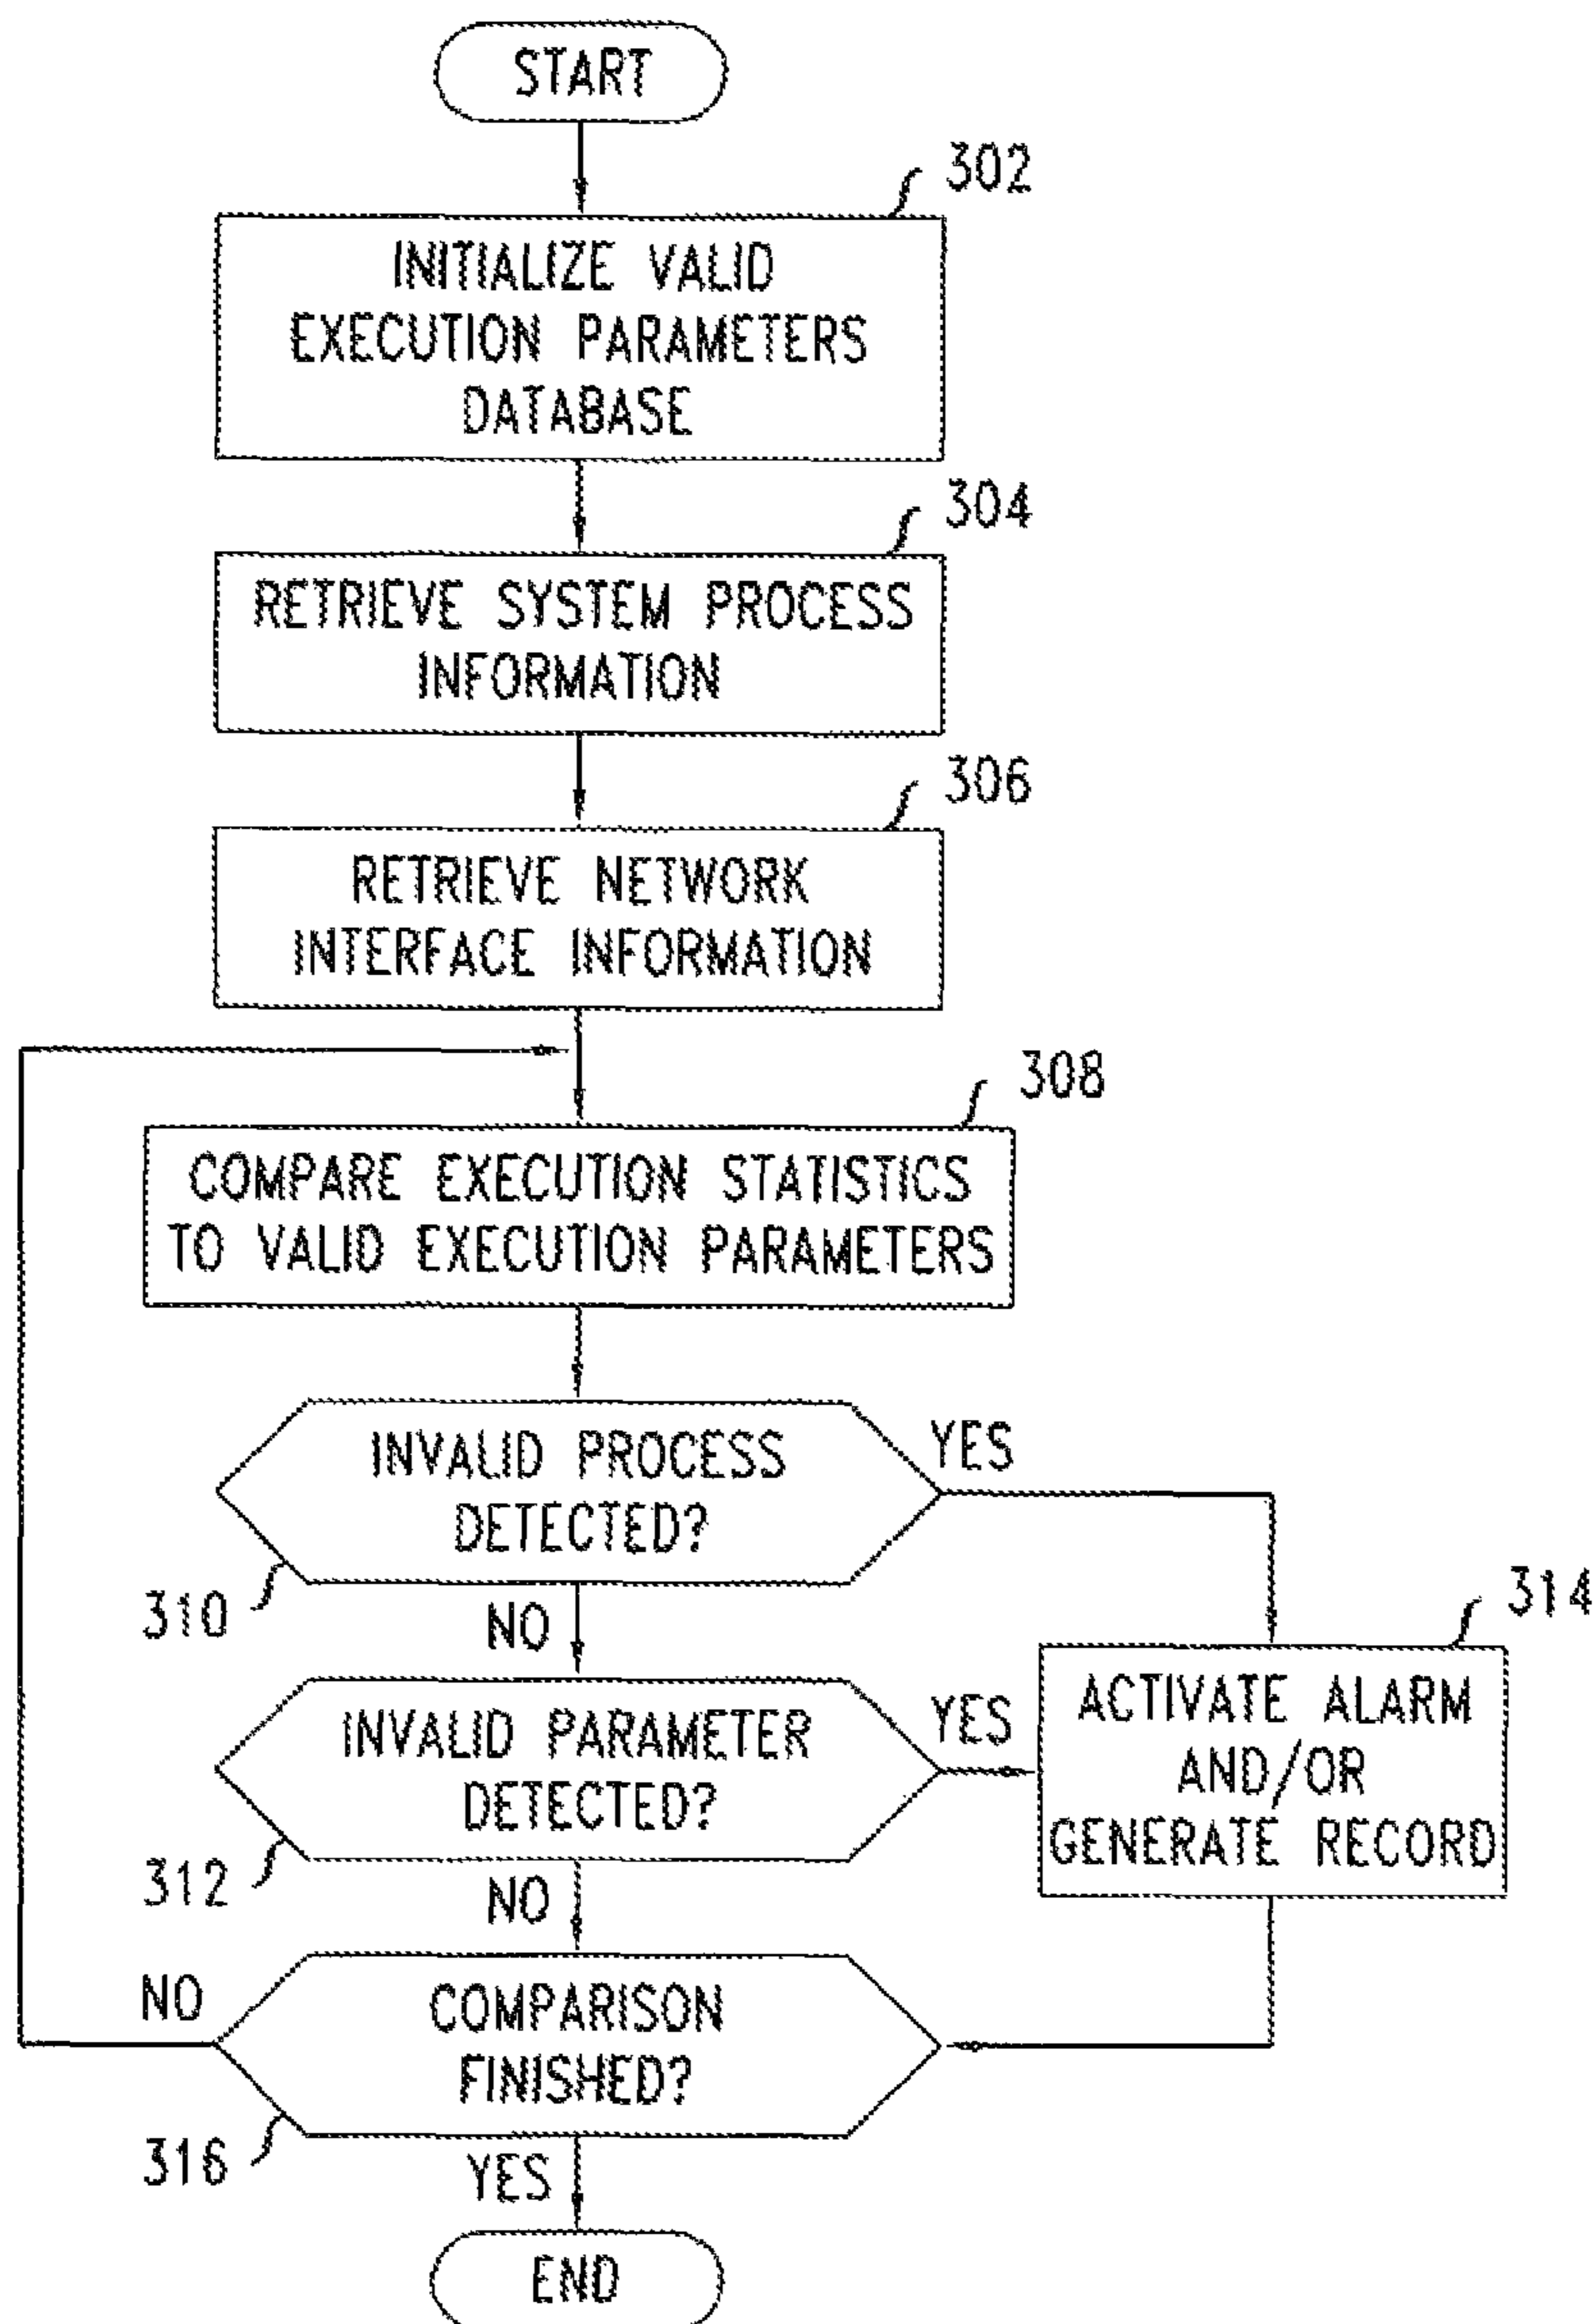 START
302
INITIALIZE VALID
EXECUTION PARAMETERS
DATABASE
304
RETRIEVE SYSTEM PROCESS
INFORMATION
306
RETRIEVE NETWORK
INTERFACE INFORMATION
308
COMPARE EXECUTION STATISTICS
TO VALID EXECUTION PARAMETERS
INVALID PROCESS
DETECTED?
YES
310
NO
314
ACTIVATE ALARM
AND/OR
GENERATE RECORD
INVALID PARAMETER
DETECTED?
YES
312
NO
COMPARISON
FINISHED?
NO
316
YES
END